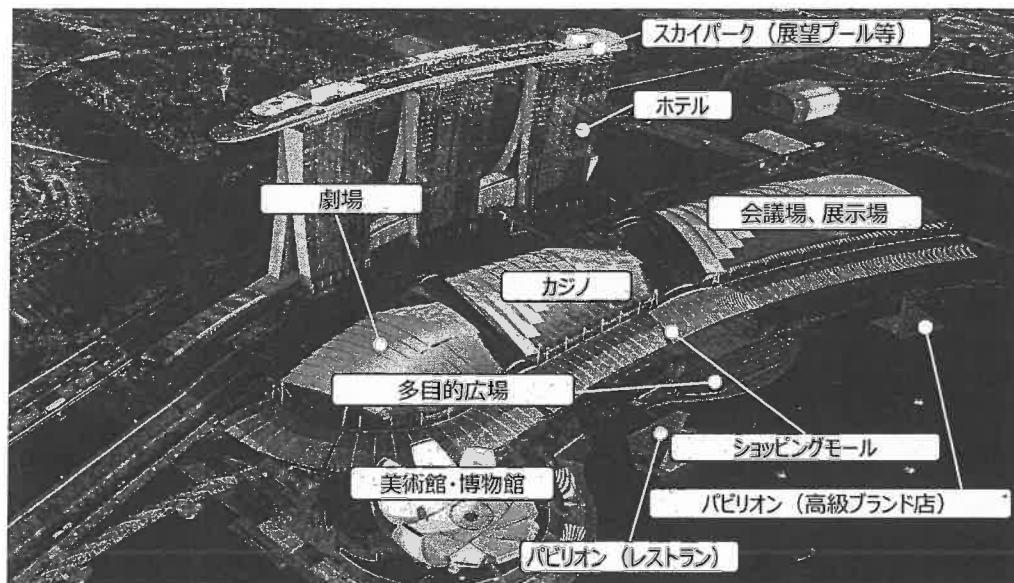 スカイパーク（展望プール等）
ホテル
劇場
会議場、展示場
カジノ
多目的広場
ショッピングモール
美術館・博物館
パビリオン（高級ブランド店）
パビリオン（レストラン）